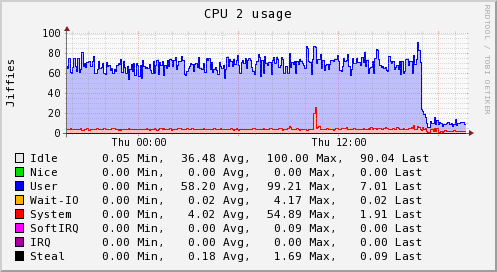 CPU 2 usage
RRDTOOL / TOBI OETIKER
Jiffies
100
80
60
40
20
0
Thu 00:00 Thu 12:00
Idle 0.05 Min, 36.48 Avg, 100.00 Max, 90.04 Last
Nice 0.00 Min, 0.00 Avg, 0.00 Max, 0.00 Last
User 0.00 Min, 58.20 Avg, 99.21 Max, 7.01 Last
Wait-IO 0.00 Min, 0.02 Avg, 4.17 Max, 0.02 Last
System 0.00 Min, 4.02 Avg, 54.89 Max, 1.91 Last
SoftIRQ 0.00 Min, 0.00 Avg, 0.09 Max, 0.00 Last
IRQ 0.00 Min, 0.00 Avg, 0.00 Max, 0.00 Last
Steal 0.00 Min, 0.18 Avg, 1.69 Max, 0.09 Last